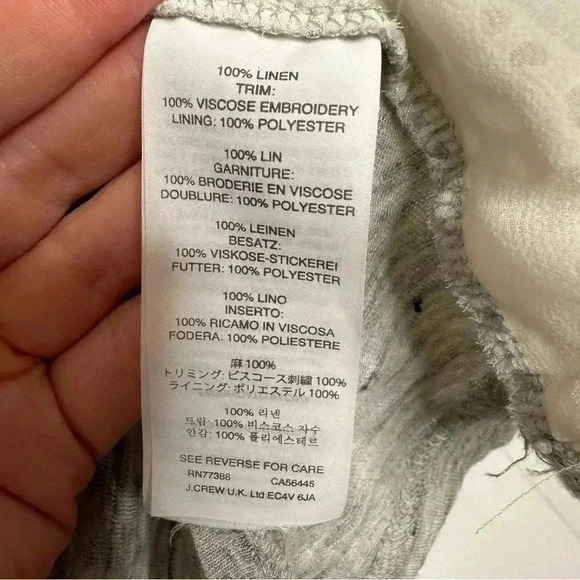 100% LINEN
TRIM:
100% VISCOSE EMBROIDERY
LINING: 100% POLYESTER
100% LIN
GARNITURE:
100% BRODERIE EN VISCOSE
DOUBLURE: 100% POLYESTER
100% LEINEN
BESATZ:
100% VISKOSE-STICKEREI
FUTTER: 100% POLYESTER
100% LINO
INSERTO:
100% RICAMO IN VISCOSA
FODERA: 100% POLIESTERE
麻 100%
トリミング・ビスコース刺繍 100%
ライニング・ポリエステル 100%
100% 리넨
트림: 100% 비스코스 자수
안감: 100% 폴리에스테르
SEE REVERSE FOR CARE
RN77388 CA56445
J.CREW U.K. Ltd EC4V 6JA